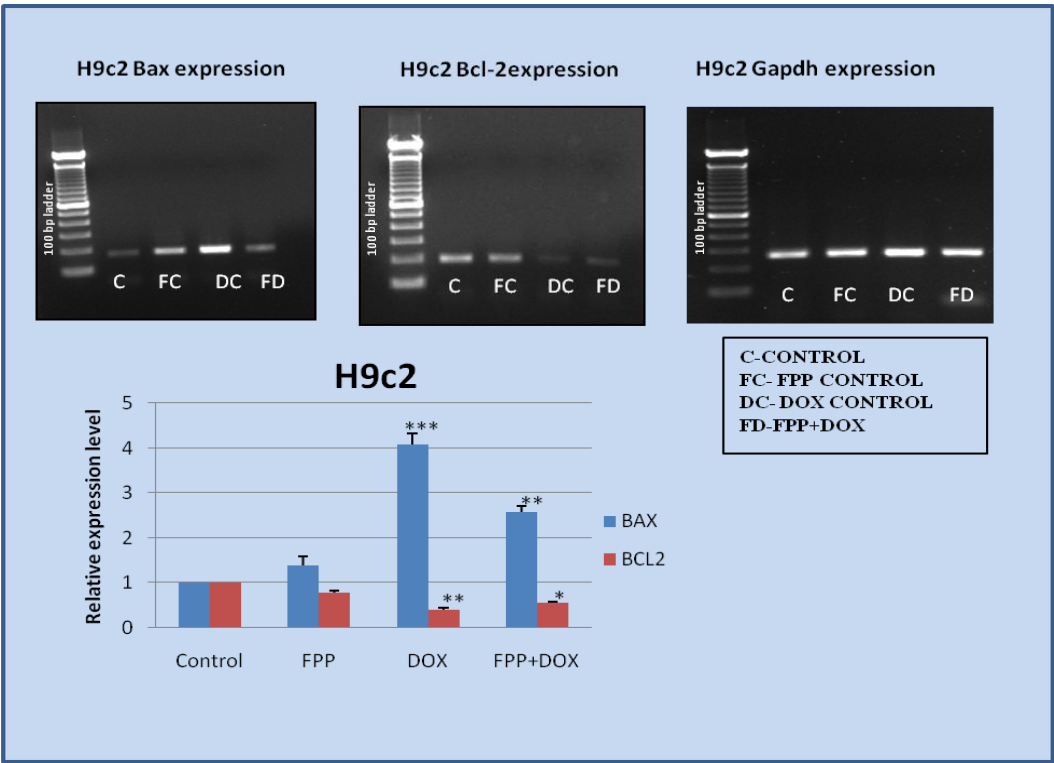 H9c2 Bax expression
H9c2 Bcl-2expression
H9c2 Gapdh expression
100 bp ladder
C FC DC FD
100 bp ladder
C FC DC FD
100 bp ladder
C FC DC FD
C-CONTROL
FC- FPP CONTROL
DC- DOX CONTROL
FD-FPP+DOX
H9c2
Relative expression level
5
4
3
2
1
0
***
**
**
*
Control FPP DOX FPP+DOX
BAX
BCL2